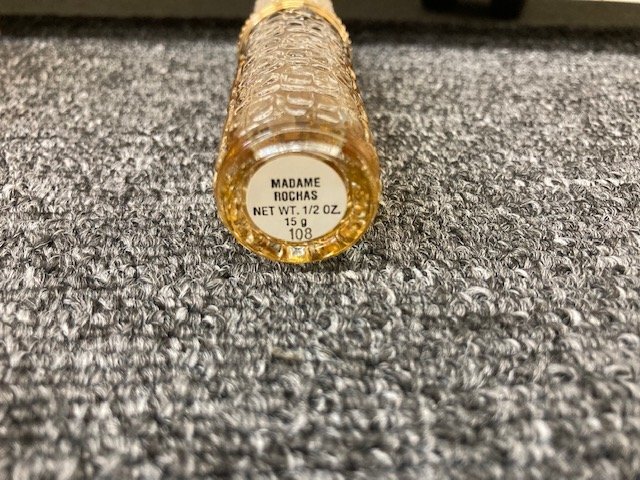 MADAME
ROCHAS
NET WT. 1/2 OZ.
15 g
108